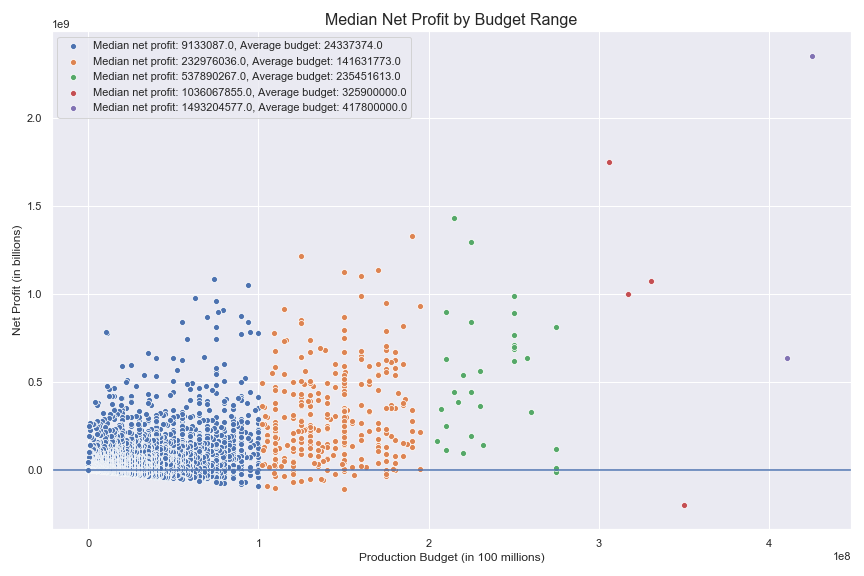 Median Net Profit by Budget Range
1e9
Median net profit: 9133087.0, Average budget: 24337374.0
Median net profit: 232976036.0, Average budget: 141631773.0
Median net profit: 537890267.0, Average budget: 235451613.0
Median net profit: 1036067855.0, Average budget: 325900000.0
Median net profit: 1493204577.0, Average budget: 417800000.0
2.0
1.5
1.0
0.5
0.0
Net Profit (in billions)
0 1 2 3 4
Production Budget (in 100 millions)
1e8